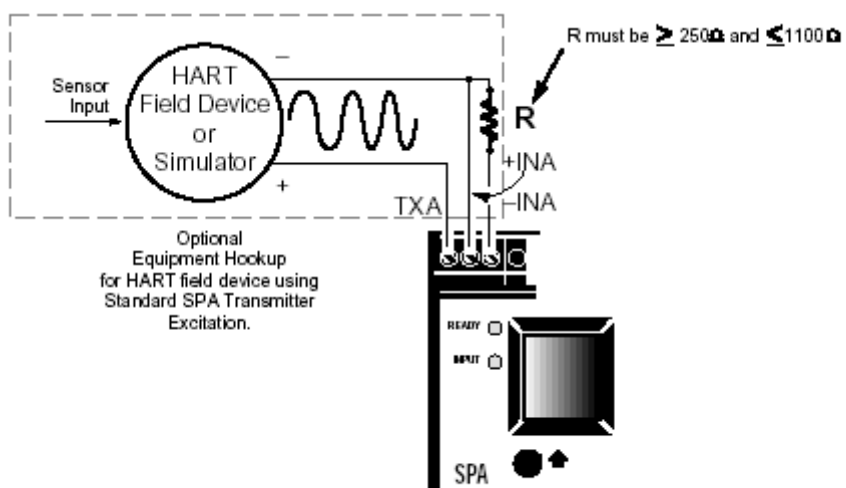 R must be ≥ 250Ω and ≤1100Ω
HART
Field Device
or
Simulator
Sensor
Input
–
+
R
+INA
TXA
–INA
Optional
Equipment Hookup
for HART field device using
Standard SPA Transmitter
Excitation.
READY
INPUT
SPA